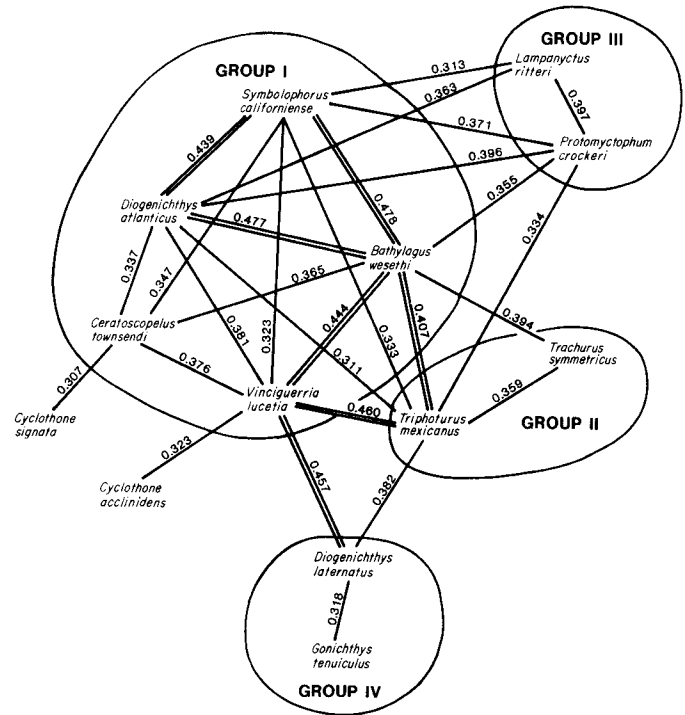 GROUP III
Lampanyctus
ritteri
GROUP I
Symbolophorus
californiense
0.313
0.363
0.397
0.371
Protomyctophum
crockeri
0.439
0.396
0.355
Diogenichthys
atlanticus
0.477
0.478
0.334
Bathylagus
wesethi
0.337
0.347
0.365
0.394
Ceratoscopelus
townsendi
0.381
0.323
0.444
0.407
0.333
0.311
Trachurus
symmetricus
0.376
0.359
0.307
Vinciguerria
lucetia
0.460
Triphoturus
mexicanus
GROUP II
Cyclothone
signata
0.323
Cyclothone
acclinidens
0.457
0.382
Diogenichthys
laternatus
0.318
Gonichthys
tenuiculus
GROUP IV